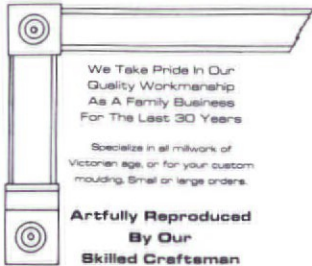 We Take Pride In Our
Quality Workmanship
As A Family Business
For The Last 30 Years
Specialize in all millwork of
Victorian age, or for your custom
moulding, Small or large orders.
Artfully Reproduced
By Our
Skilled Craftsman